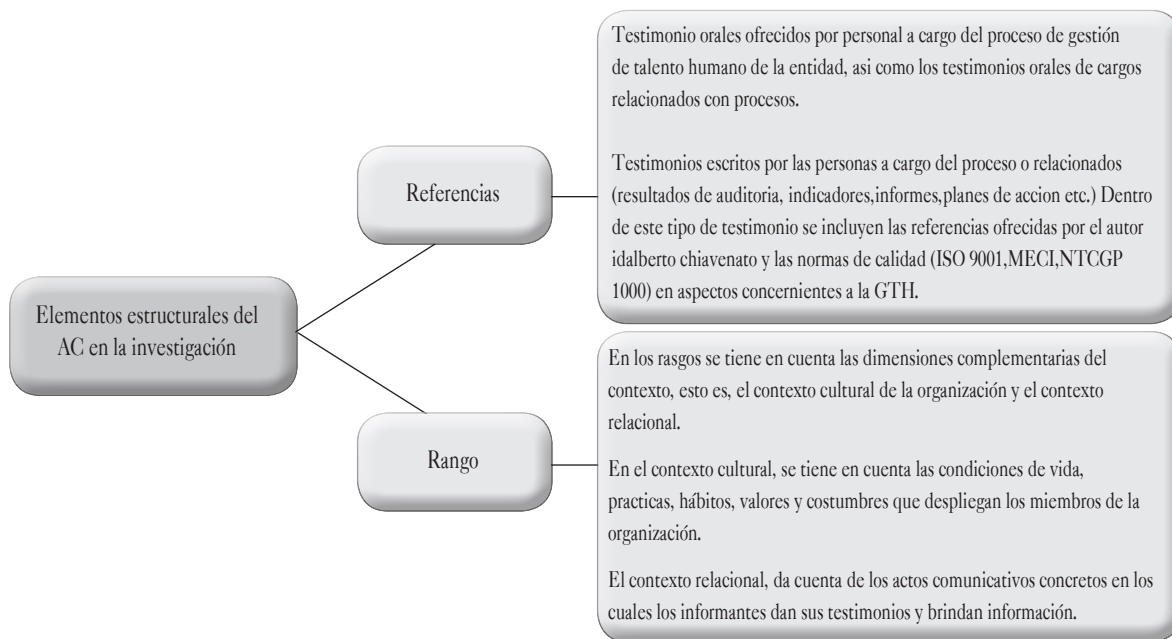 Elementos estructurales del
AC en la investigación
Referencias
Testimonio orales ofrecidos por personal a cargo del proceso de gestión
de talento humano de la entidad, asi como los testimonios orales de cargos
relacionados con procesos.
Testimonios escritos por las personas a cargo del proceso o relacionados
(resultados de auditoria, indicadores,informes,planes de accion etc.) Dentro
de este tipo de testimonio se incluyen las referencias ofrecidas por el autor
idalberto chiavenato y las normas de calidad (ISO 9001,MECI,NTCGP
1000) en aspectos concernientes a la GTH.
Rango
En los rasgos se tiene en cuenta las dimensiones complementarias del
contexto, esto es, el contexto cultural de la organización y el contexto
relacional.
En el contexto cultural, se tiene en cuenta las condiciones de vida,
practicas, hábitos, valores y costumbres que despliegan los miembros de la
organización.
El contexto relacional, da cuenta de los actos comunicativos concretos en los
cuales los informantes dan sus testimonios y brindan información.